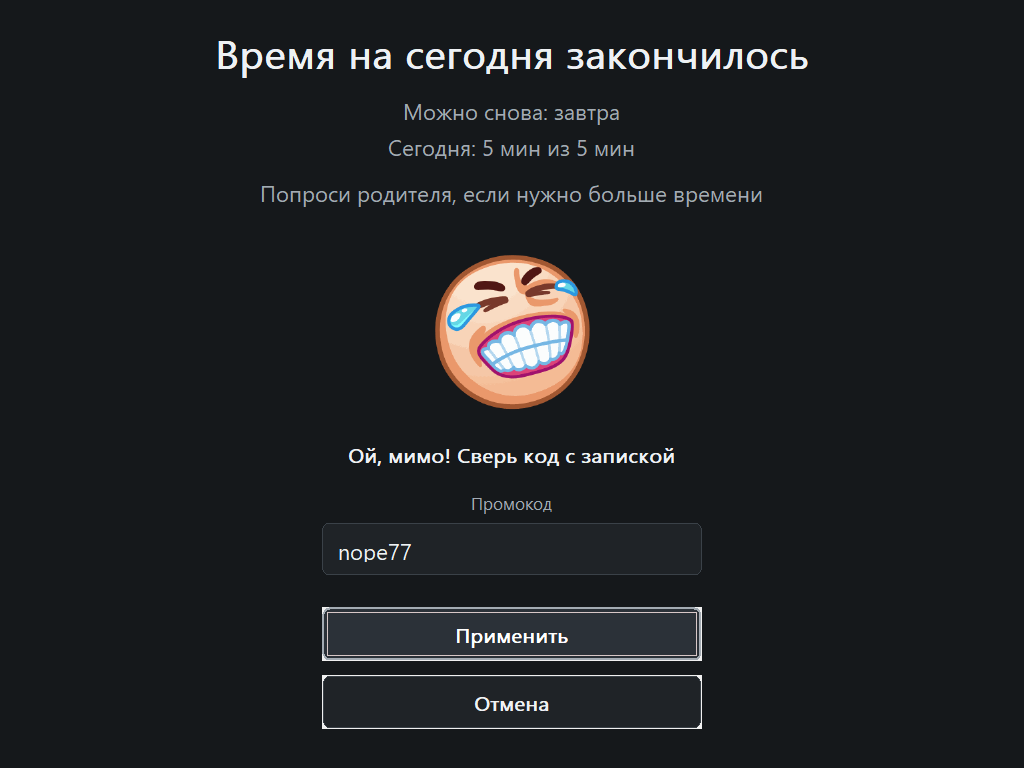 Время на сегодня закончилось
Можно снова: завтра
Сегодня: 5 мин из 5 мин
Попроси родителя, если нужно больше времени
Ой, мимо! Сверь код с запиской
Промокод
nope77
Применить
Отмена